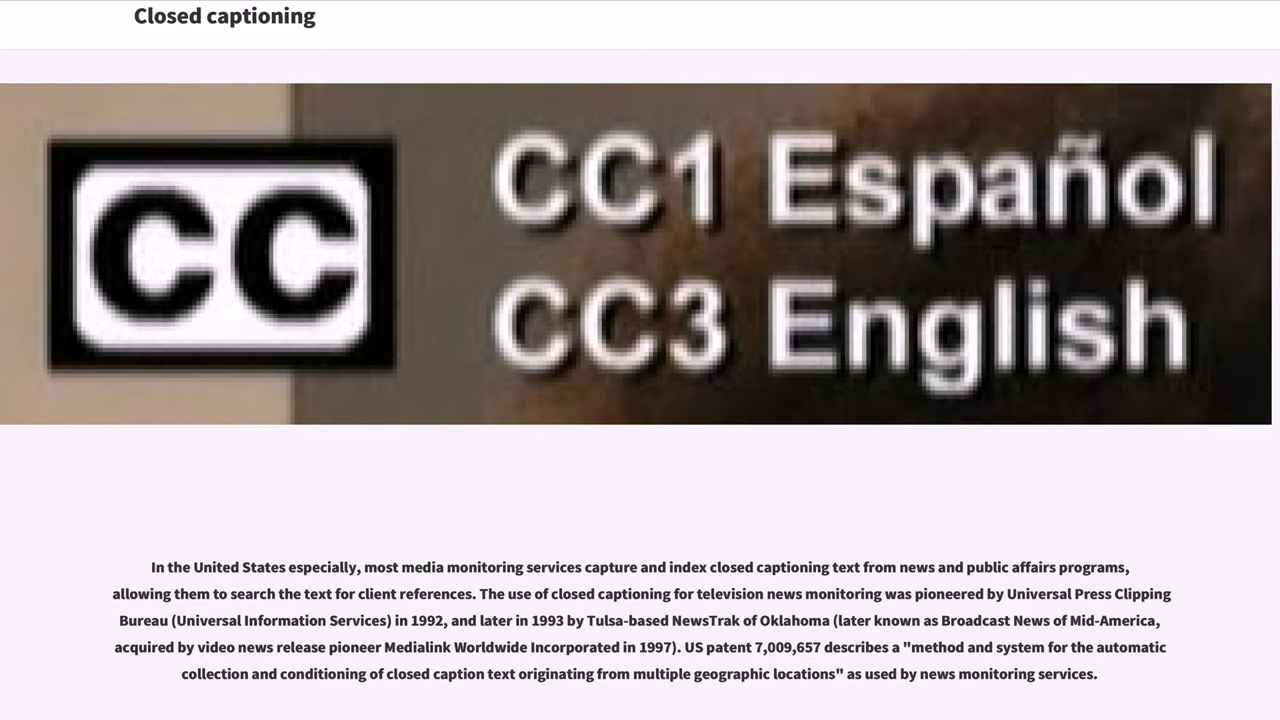 Closed captioning
CC
CC1 Español
CC3 English
In the United States especially, most media monitoring services capture and index closed captioning text from news and public affairs programs,
allowing them to search the text for client references. The use of closed captioning for television news monitoring was pioneered by Universal Press Clipping
Bureau (Universal Information Services) in 1992, and later in 1993 by Tulsa-based NewsTrak of Oklahoma (later known as Broadcast News of Mid-America,
acquired by video news release pioneer Medialink Worldwide Incorporated in 1997). US patent 7,009,657 describes a "method and system for the automatic
collection and conditioning of closed caption text originating from multiple geographic locations" as used by news monitoring services.